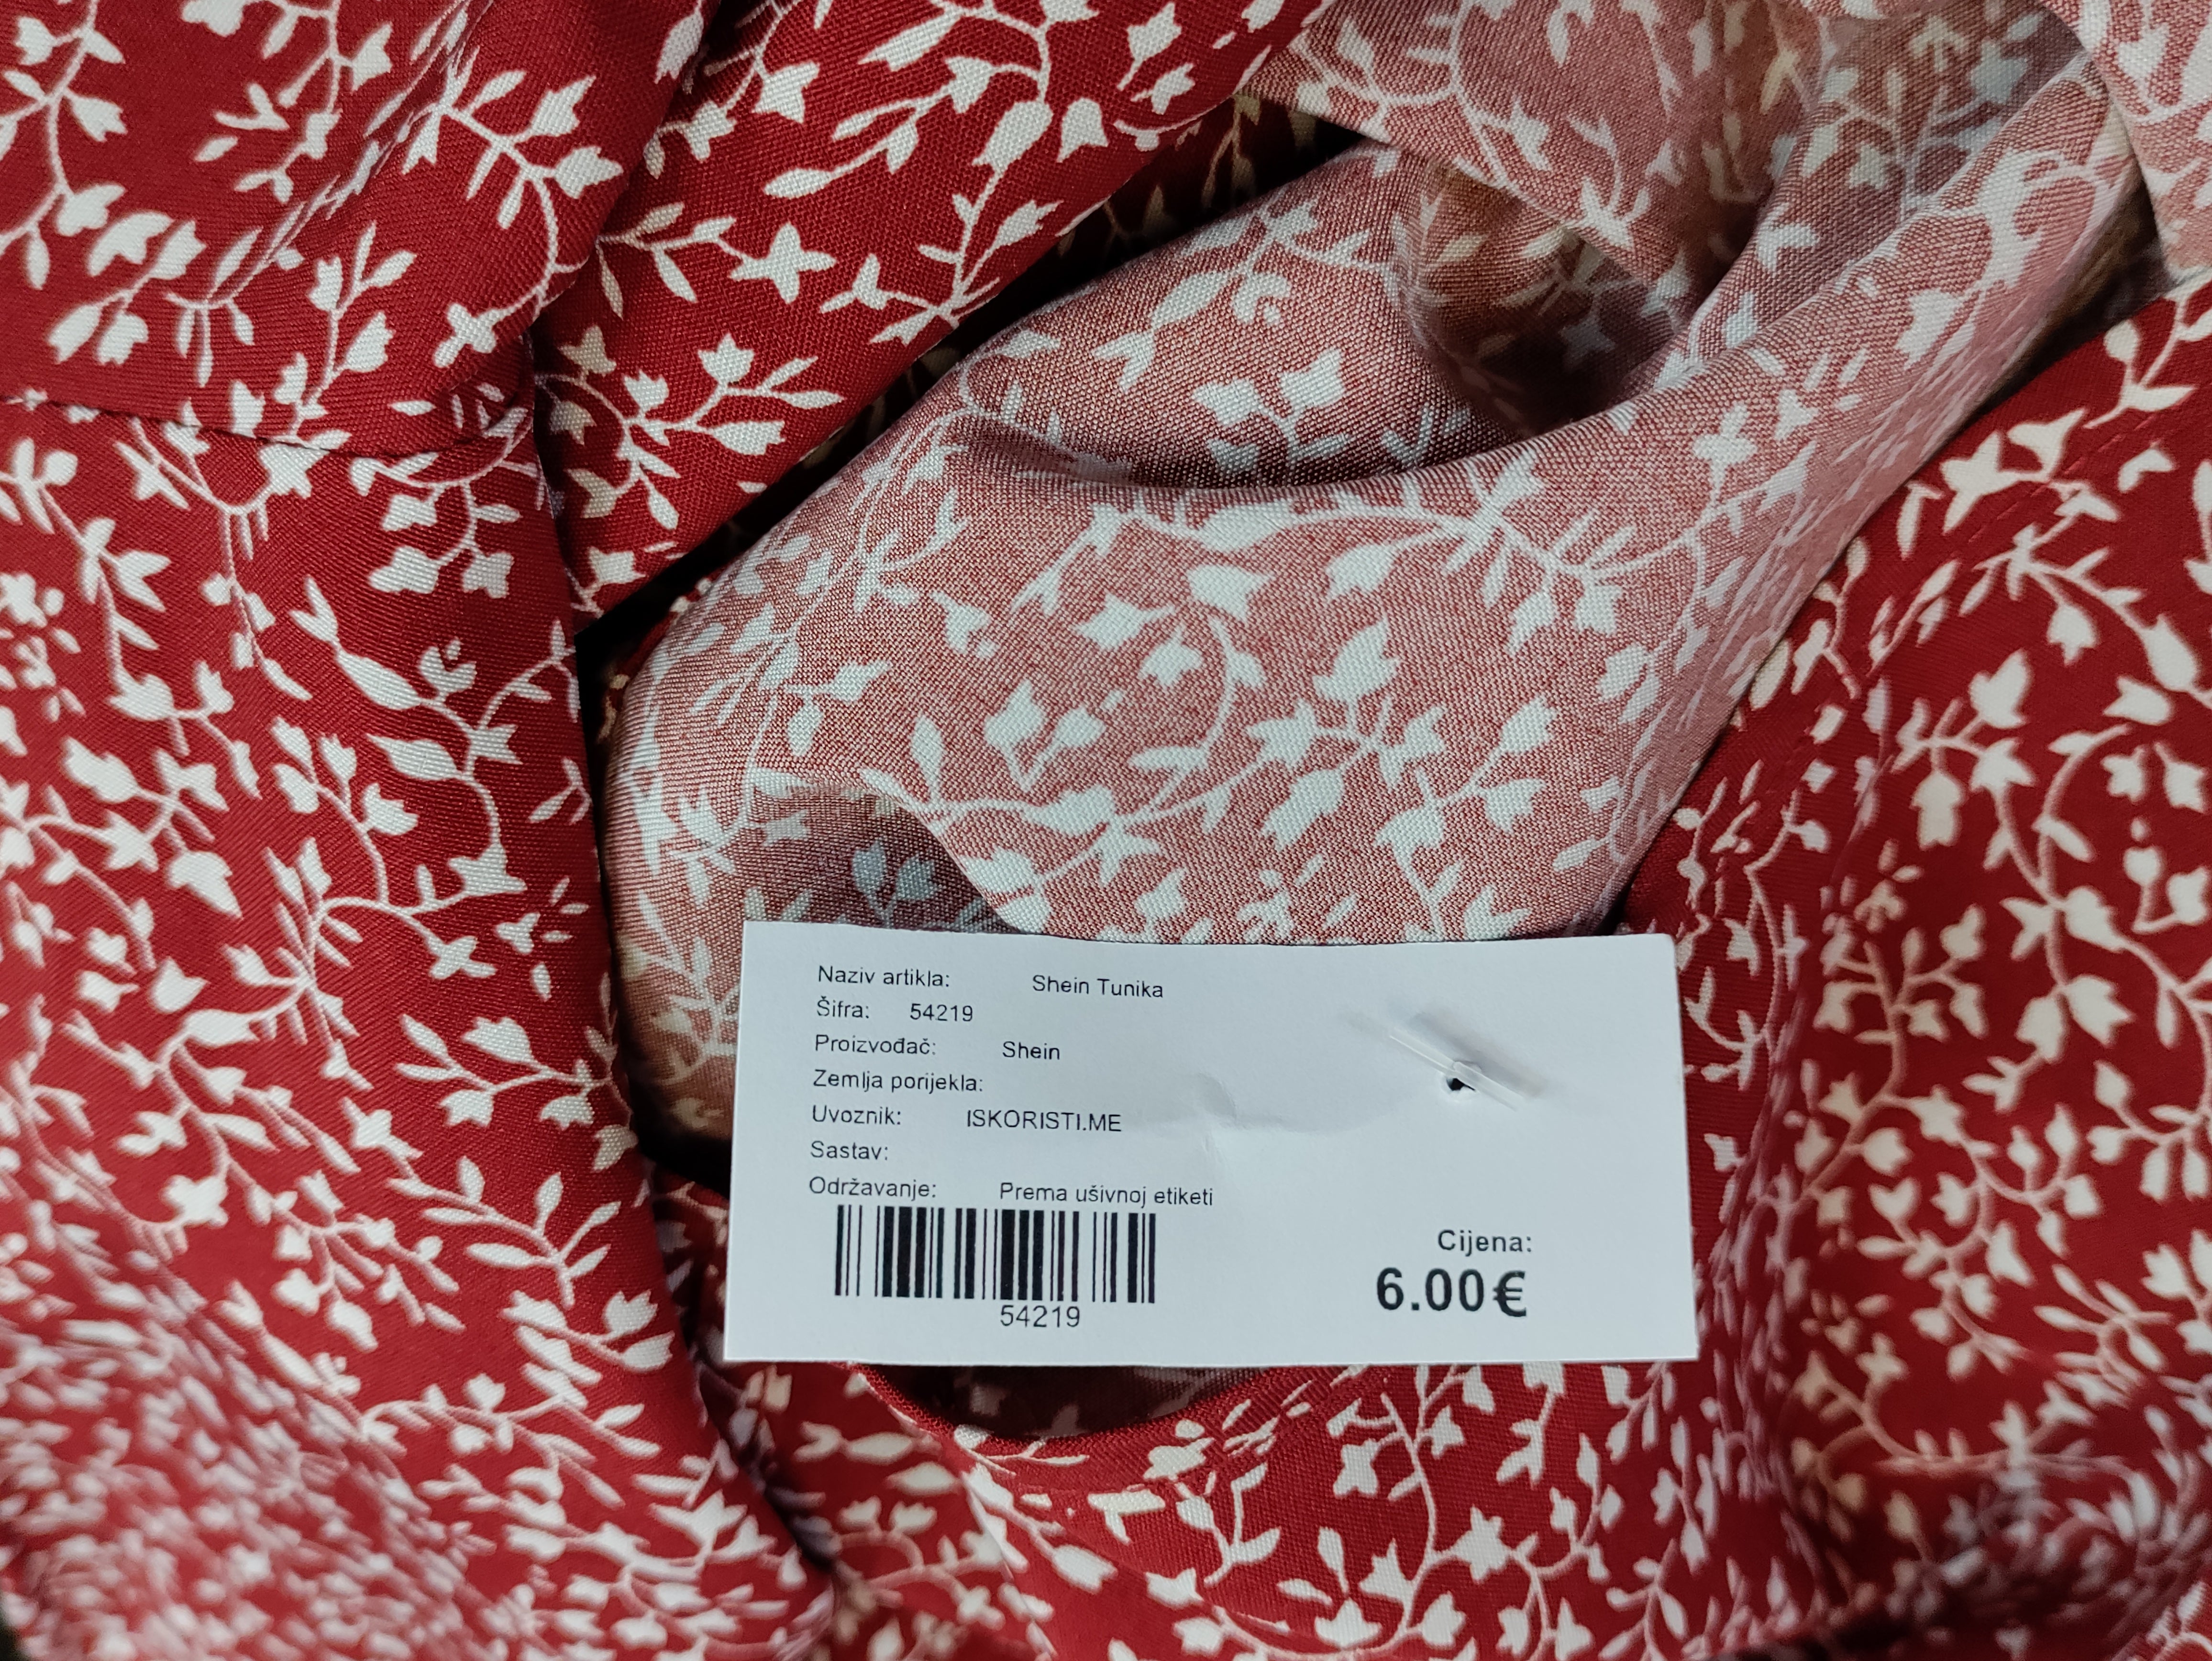 Naziv artikla: Shein Tunika
Šifra: 54219
Proizvođač: Shein
Zemlja porijekla:
Uvoznik: ISKORISTI.ME
Sastav:
Održavanje: Prema ušivnoj etiketi
54219
Cijena:
6.00€